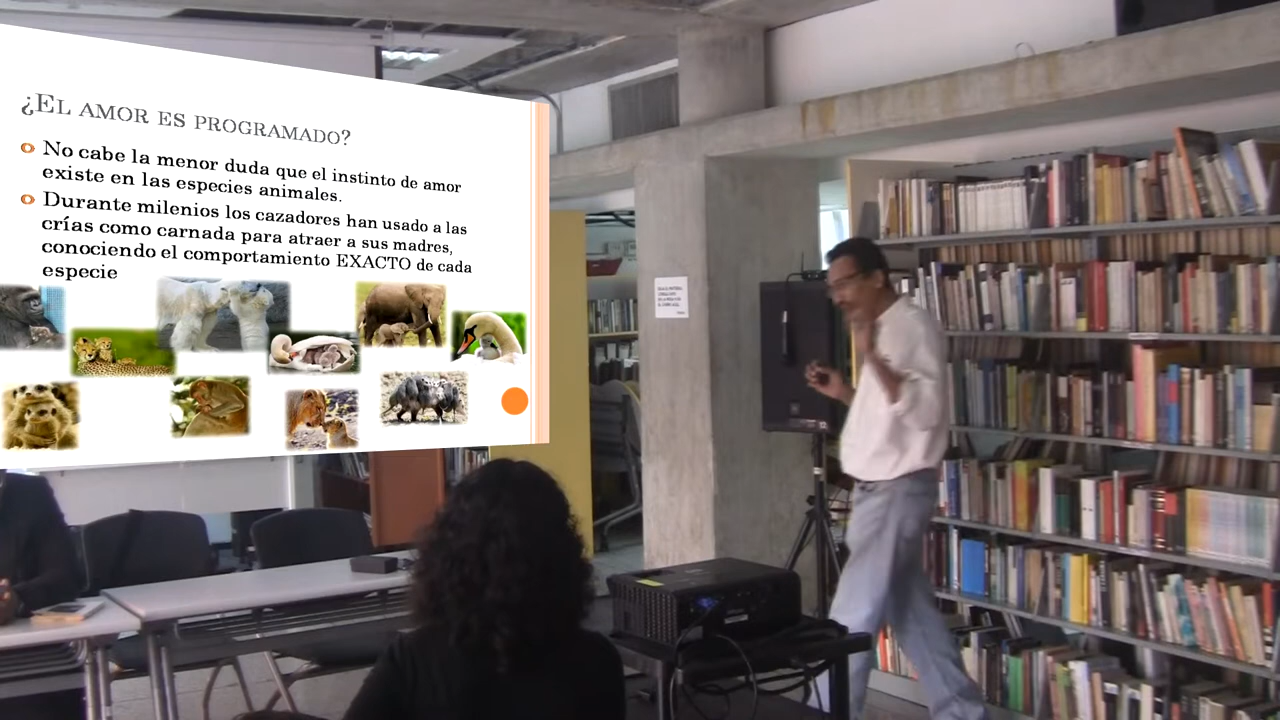 ¿El amor es programado?
No cabe la menor duda que el instinto de amor
existe en las especies animales.
Durante milenios los cazadores han usado a las
crías como carnada para atraer a sus madres,
conociendo el comportamiento EXACTO de cada
especie